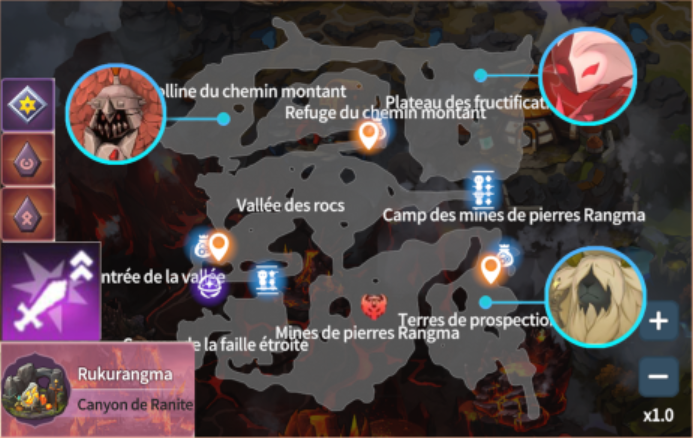 olline du chemin montant
Plateau des fructificat
Refuge du chemin montant
Vallée des rocs
Camp des mines de pierres Rangma
ntrée de la vallée
Terres de prospection
Mines de pierres Rangma
de la faille étroite
Rukurangma
Canyon de Ranite
+
−
x1.0